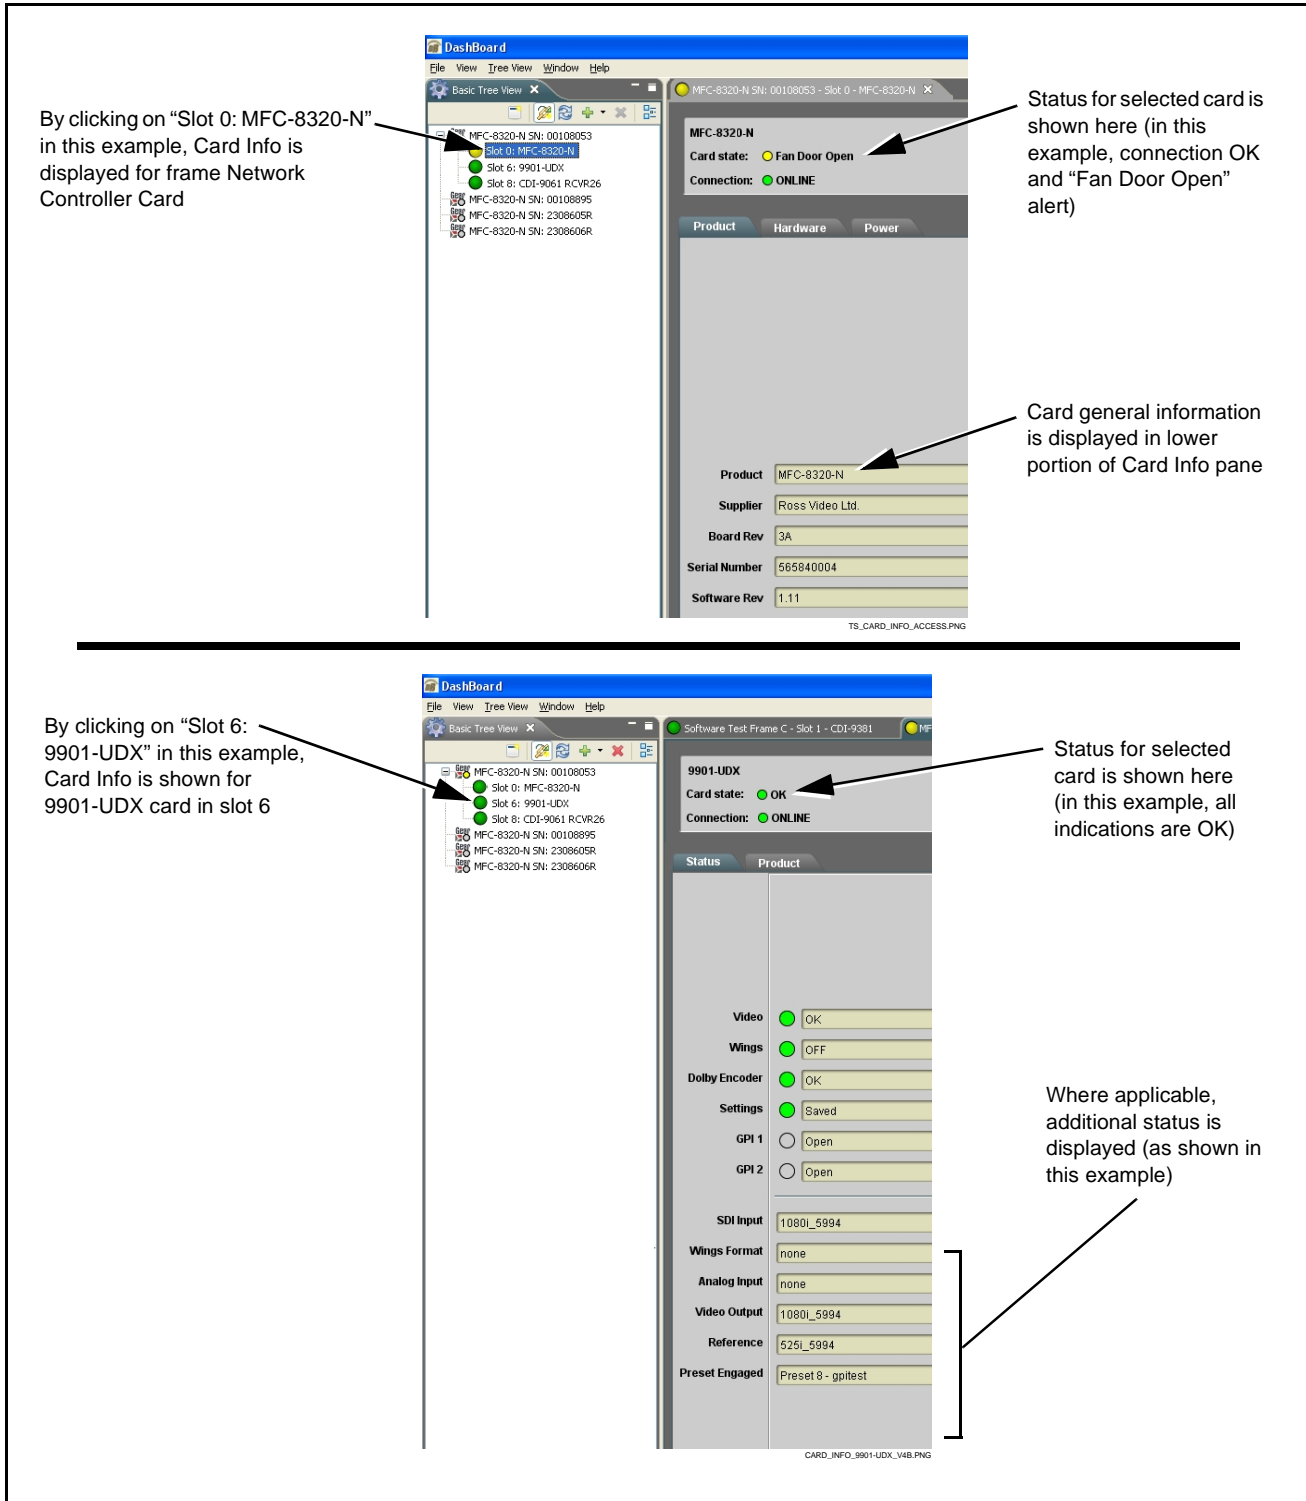 DashBoard
File View Tree View Window Help
Basic Tree View
MFC-8320-N SN: 00108053 - Slot 0 - MFC-8320-N
By clicking on “Slot 0: MFC-8320-N”
in this example, Card Info is
displayed for frame Network
Controller Card
MFC-8320-N SN: 00108053
Slot 0: MFC-8320-N
Slot 6: 9901-UDX
Slot 8: CDI-9061 RCVR26
MFC-8320-N SN: 00108895
MFC-8320-N SN: 2308605R
MFC-8320-N SN: 2308606R
MFC-8320-N
Card state: Fan Door Open
Connection: ONLINE
Status for selected card is
shown here (in this
example, connection OK
and “Fan Door Open”
alert)
Product Hardware Power
Card general information
is displayed in lower
portion of Card Info pane
Product MFC-8320-N
Supplier Ross Video Ltd.
Board Rev 3A
Serial Number 565840004
Software Rev 1.11
TS_CARD_INFO_ACCESS.PNG
DashBoard
File View Tree View Window Help
Basic Tree View
Software Test Frame C - Slot 1 - CDI-9381 MF
By clicking on “Slot 6:
9901-UDX” in this example,
Card Info is shown for
9901-UDX card in slot 6
MFC-8320-N SN: 00108053
Slot 0: MFC-8320-N
Slot 6: 9901-UDX
Slot 8: CDI-9061 RCVR26
MFC-8320-N SN: 00108895
MFC-8320-N SN: 2308605R
MFC-8320-N SN: 2308606R
9901-UDX
Card state: OK
Connection: ONLINE
Status for selected
card is shown here
(in this example, all
indications are OK)
Status Product
Video OK
Wings OFF
Dolby Encoder OK
Settings Saved
GPI 1 Open
GPI 2 Open
SDI Input 1080i_5994
Wings Format none
Analog Input none
Video Output 1080i_5994
Reference 525i_5994
Preset Engaged Preset 8 - gpitest
Where applicable,
additional status is
displayed (as shown in
this example)
CARD_INFO_9901-UDX_V4B.PNG